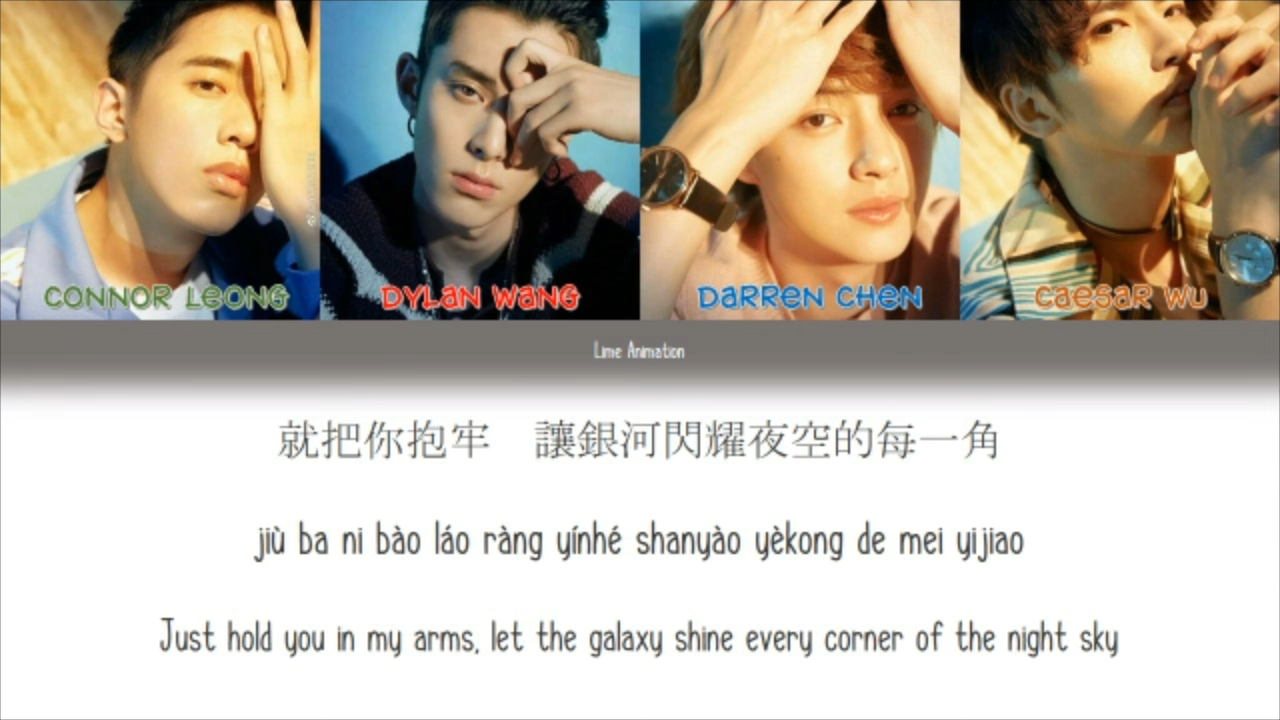 CONNOR LEONG
DYLAN WANG
DARREN CHEN
CAESAR WU
Lime Animation
就把你抱牢　讓銀河閃耀夜空的每一角
jiù ba ni bào láo ràng yínhé shanyào yèkong de mei yijiao
Just hold you in my arms, let the galaxy shine every corner of the night sky